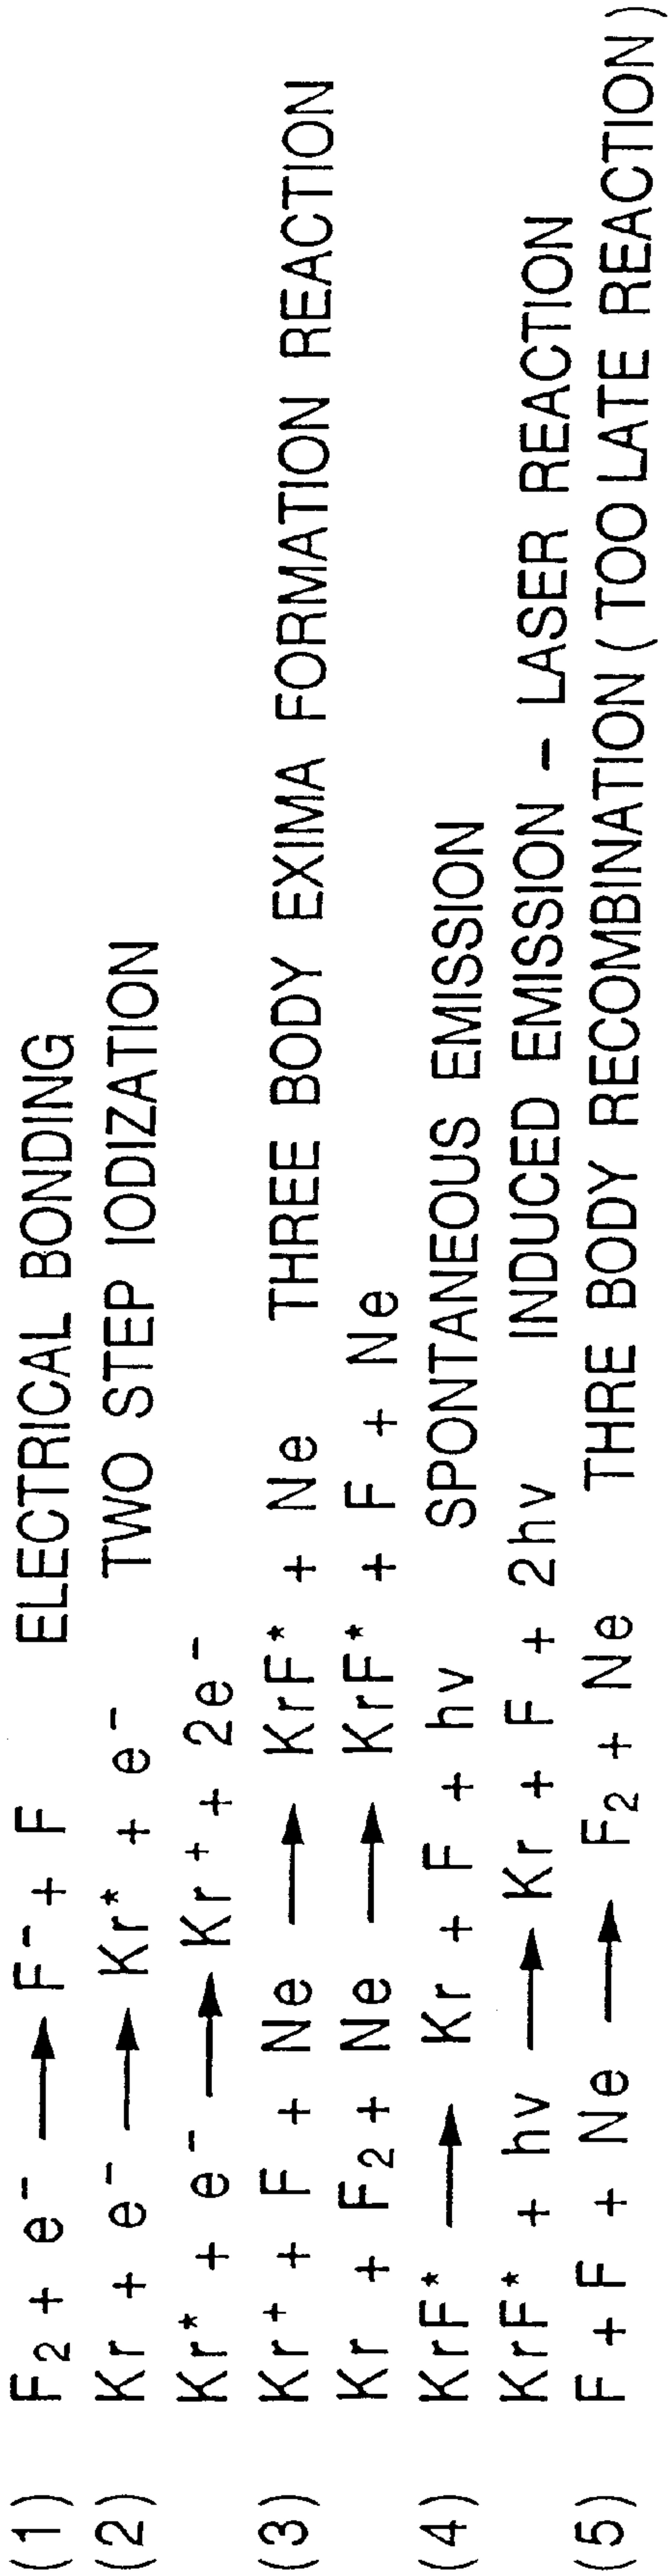 (1) F₂ + e⁻ ⟶ F⁻ + F ELECTRICAL BONDING
(2) Kr + e⁻ ⟶ Kr* + e⁻ TWO STEP IODIZATION
Kr* + e⁻ ⟶ Kr⁺ + 2e⁻
(3) Kr⁺ + F + Ne ⟶ KrF* + Ne THREE BODY EXIMA FORMATION REACTION
Kr + F₂ + Ne ⟶ KrF* + F + Ne
(4) KrF* ⟶ Kr + F + hv SPONTANEOUS EMISSION
KrF* + hv ⟶ Kr + F + 2hv INDUCED EMISSION – LASER REACTION
(5) F + F + Ne ⟶ F₂ + Ne THRE BODY RECOMBINATION ( TOO LATE REACTION )